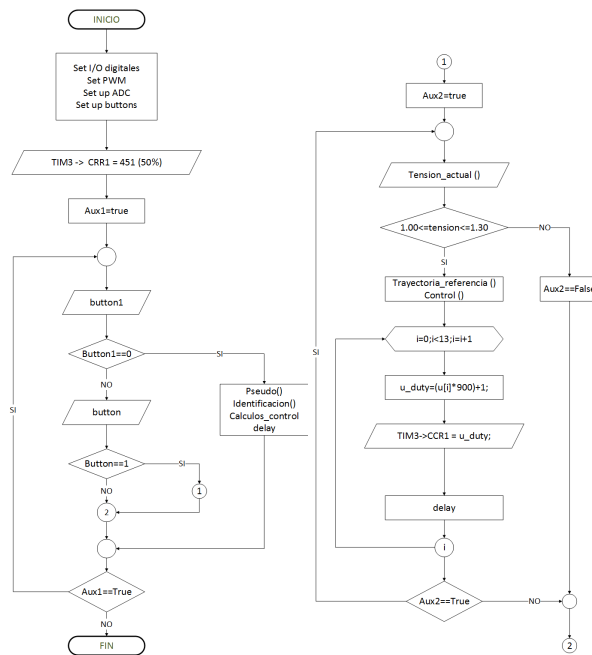 INICIO
Set I/O digitales
Set PWM
Set up ADC
Set up buttons
TIM3 -> CRR1 = 451 (50%)
Aux1=true
button1
Button1==0
SI
NO
Pseudo()
Identificacion()
Calculos_control
delay
button
Button==1
SI
NO
1
2
SI
Aux1==True
NO
FIN
1
Aux2=true
Tension_actual ()
1.00<=tension<=1.30
NO
SI
Aux2==False
Trayectoria_referencia ()
Control ()
i=0;i<13;i=i+1
u_duty=(u[i]*900)+1;
TIM3->CCR1 = u_duty;
delay
i
SI
Aux2==True
NO
2